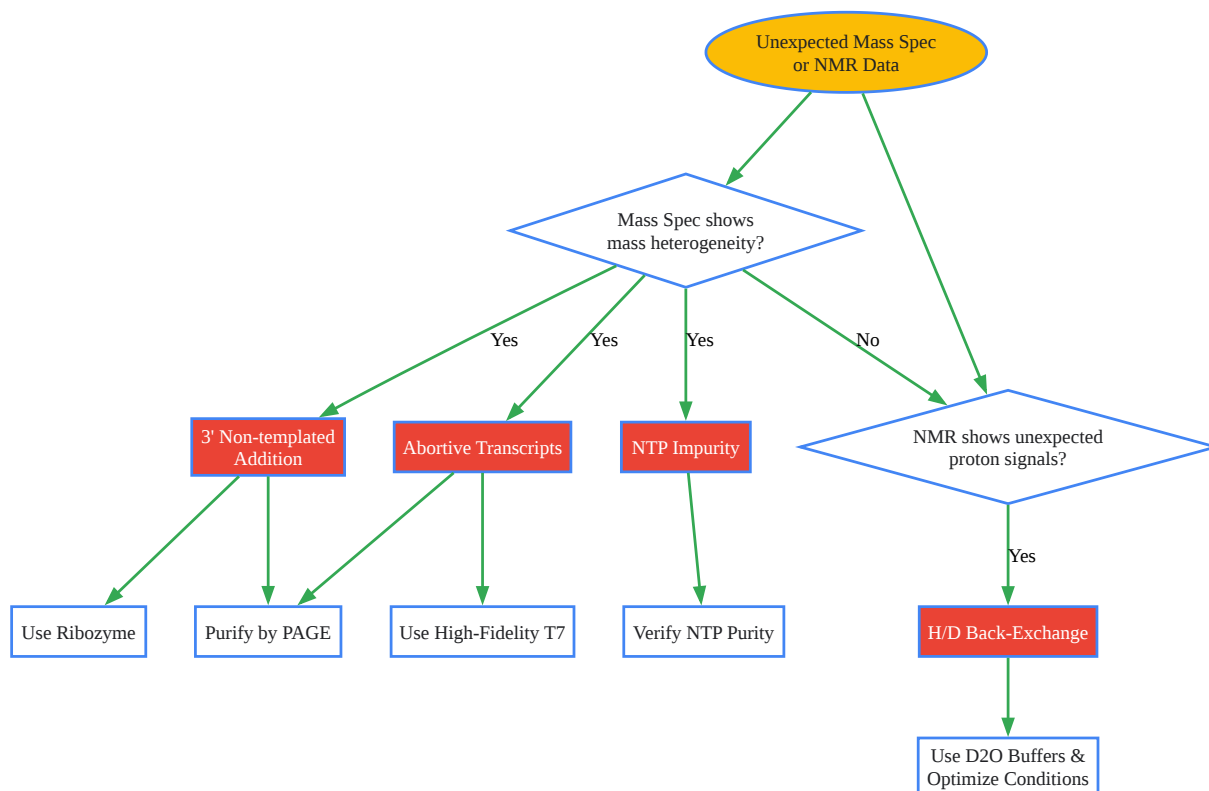 Unexpected Mass Spec
or NMR Data
Mass Spec shows
mass heterogeneity?
Yes
Yes
Yes
No
3' Non-templated
Addition
Abortive Transcripts
NTP Impurity
NMR shows unexpected
proton signals?
Yes
Use Ribozyme
Purify by PAGE
Use High-Fidelity T7
Verify NTP Purity
H/D Back-Exchange
Use D2O Buffers &
Optimize Conditions